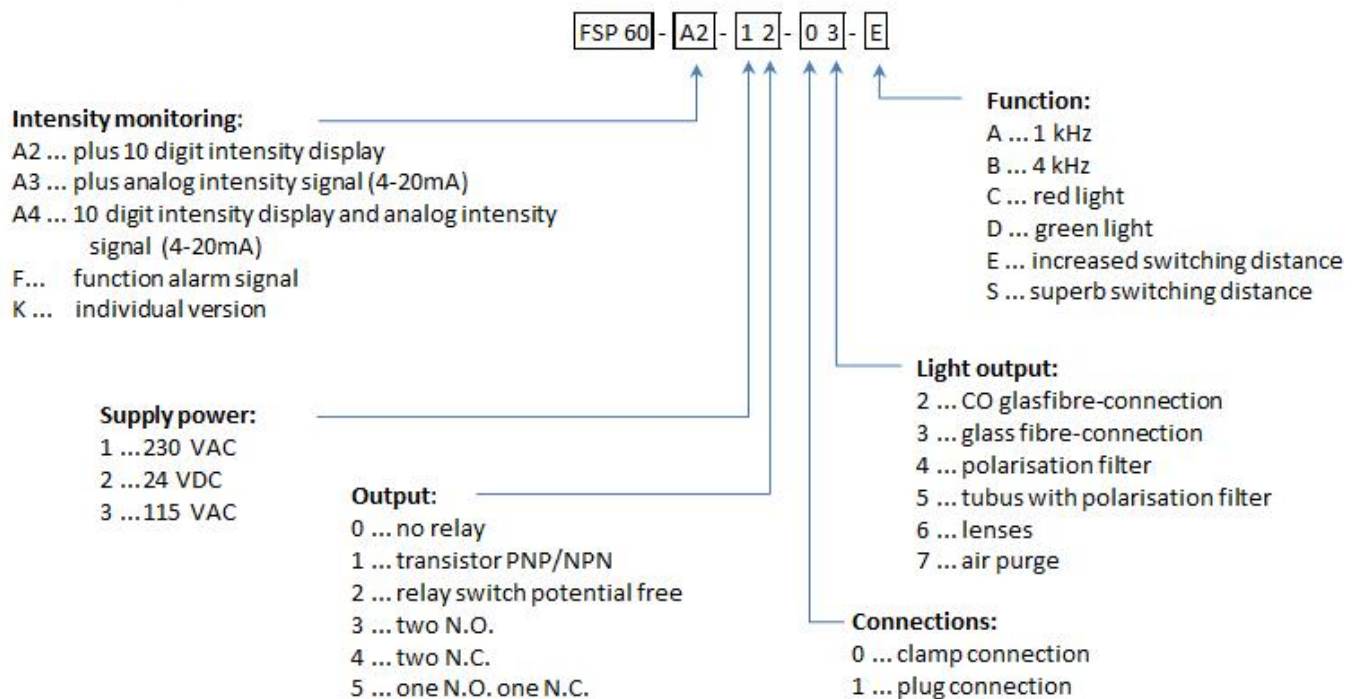 FSP 60 - A2 - 1 2 - 0 3 - E
Intensity monitoring:
A2 ... plus 10 digit intensity display
A3 ... plus analog intensity signal (4-20mA)
A4 ... 10 digit intensity display and analog intensity
signal (4-20mA)
F... function alarm signal
K ... individual version
Supply power:
1 ...230 VAC
2 ...24 VDC
3 ...115 VAC
Output:
0 ... no relay
1 ... transistor PNP/NPN
2 ... relay switch potential free
3 ... two N.O.
4 ... two N.C.
5 ... one N.O. one N.C.
Function:
A ... 1 kHz
B ... 4 kHz
C ... red light
D ... green light
E ... increased switching distance
S ... superb switching distance
Light output:
2 ... CO glasfibre-connection
3 ... glass fibre-connection
4 ... polarisation filter
5 ... tubus with polarisation filter
6 ... lenses
7 ... air purge
Connections:
0 ... clamp connection
1 ... plug connection